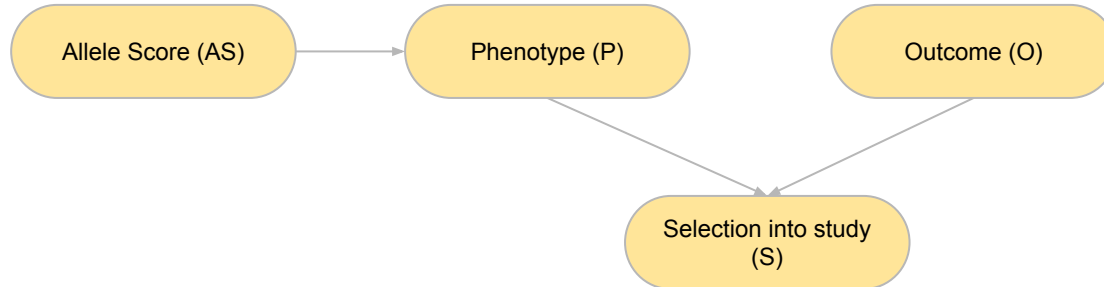 Allele Score (AS)
Phenotype (P)
Outcome (O)
Selection into study
(S)